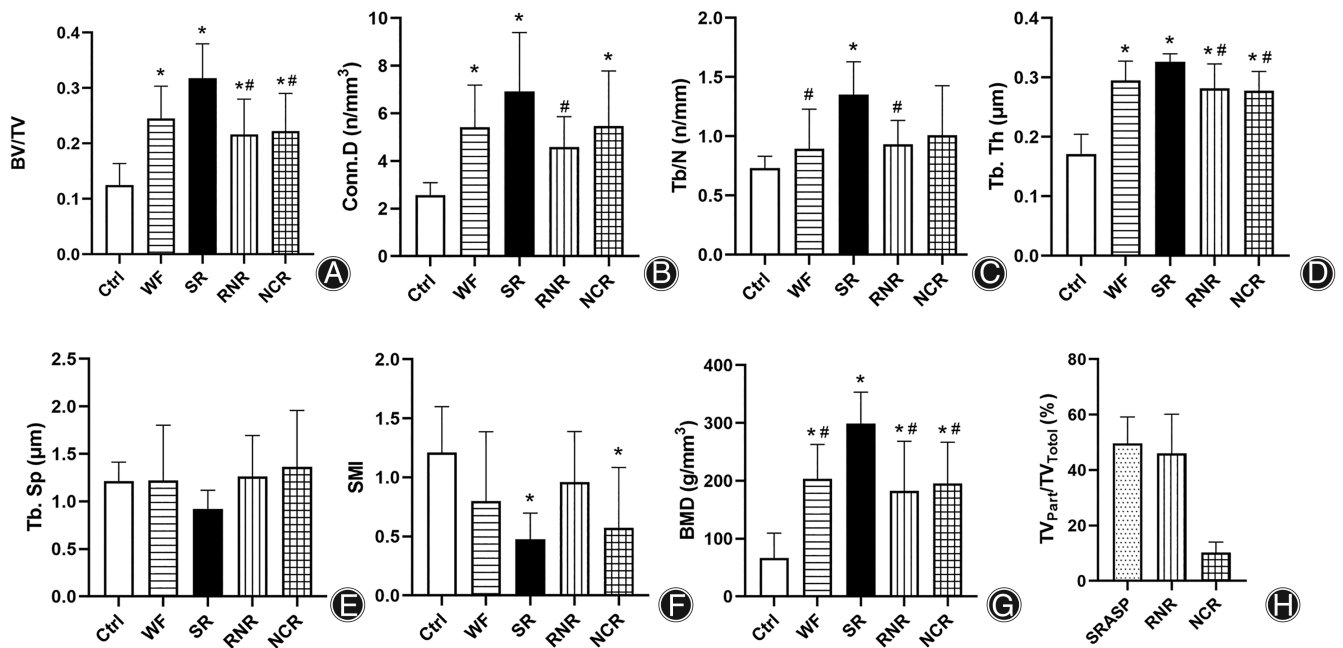 BV/TV
0.4
0.3
0.2
0.1
0.0
*
*
*#
*#
Ctrl
WF
SR
RNR
NCR
A
Conn.D (n/mm³)
10
8
6
4
2
0
*
*
#
*
Ctrl
WF
SR
RNR
NCR
B
Tb/N (n/mm)
2.0
1.5
1.0
0.5
0.0
#
*
#
Ctrl
WF
SR
RNR
NCR
C
Tb. Th (μm)
0.4
0.3
0.2
0.1
0.0
*
*
*#
*#
Ctrl
WF
SR
RNR
NCR
D
Tb. Sp (μm)
2.5
2.0
1.5
1.0
0.5
0.0
Ctrl
WF
SR
RNR
NCR
E
SMI
2.0
1.5
1.0
0.5
0.0
*
*
Ctrl
WF
SR
RNR
NCR
F
BMD (g/mm³)
400
300
200
100
0
*#
*
*#
*#
Ctrl
WF
SR
RNR
NCR
G
TVPart/TVTotol (%)
80
60
40
20
0
SRASP
RNR
NCR
H